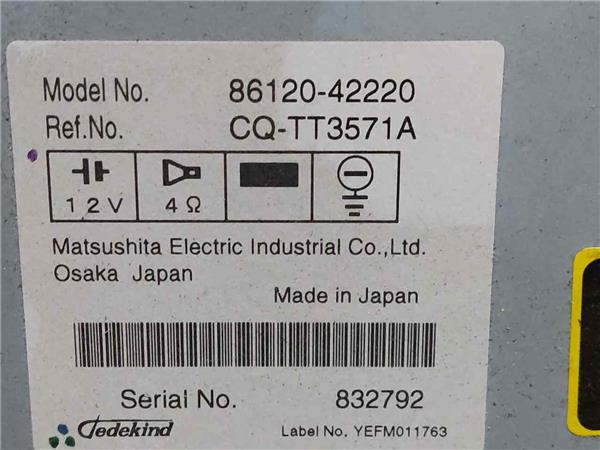 Model No. 86120-42220
Ref.No. CQ-TT3571A
12V 4Ω
Matsushita Electric Industrial Co.,Ltd.
Osaka Japan
Made in Japan
Serial No. 832792
Dedekind Label No. YEFM011763